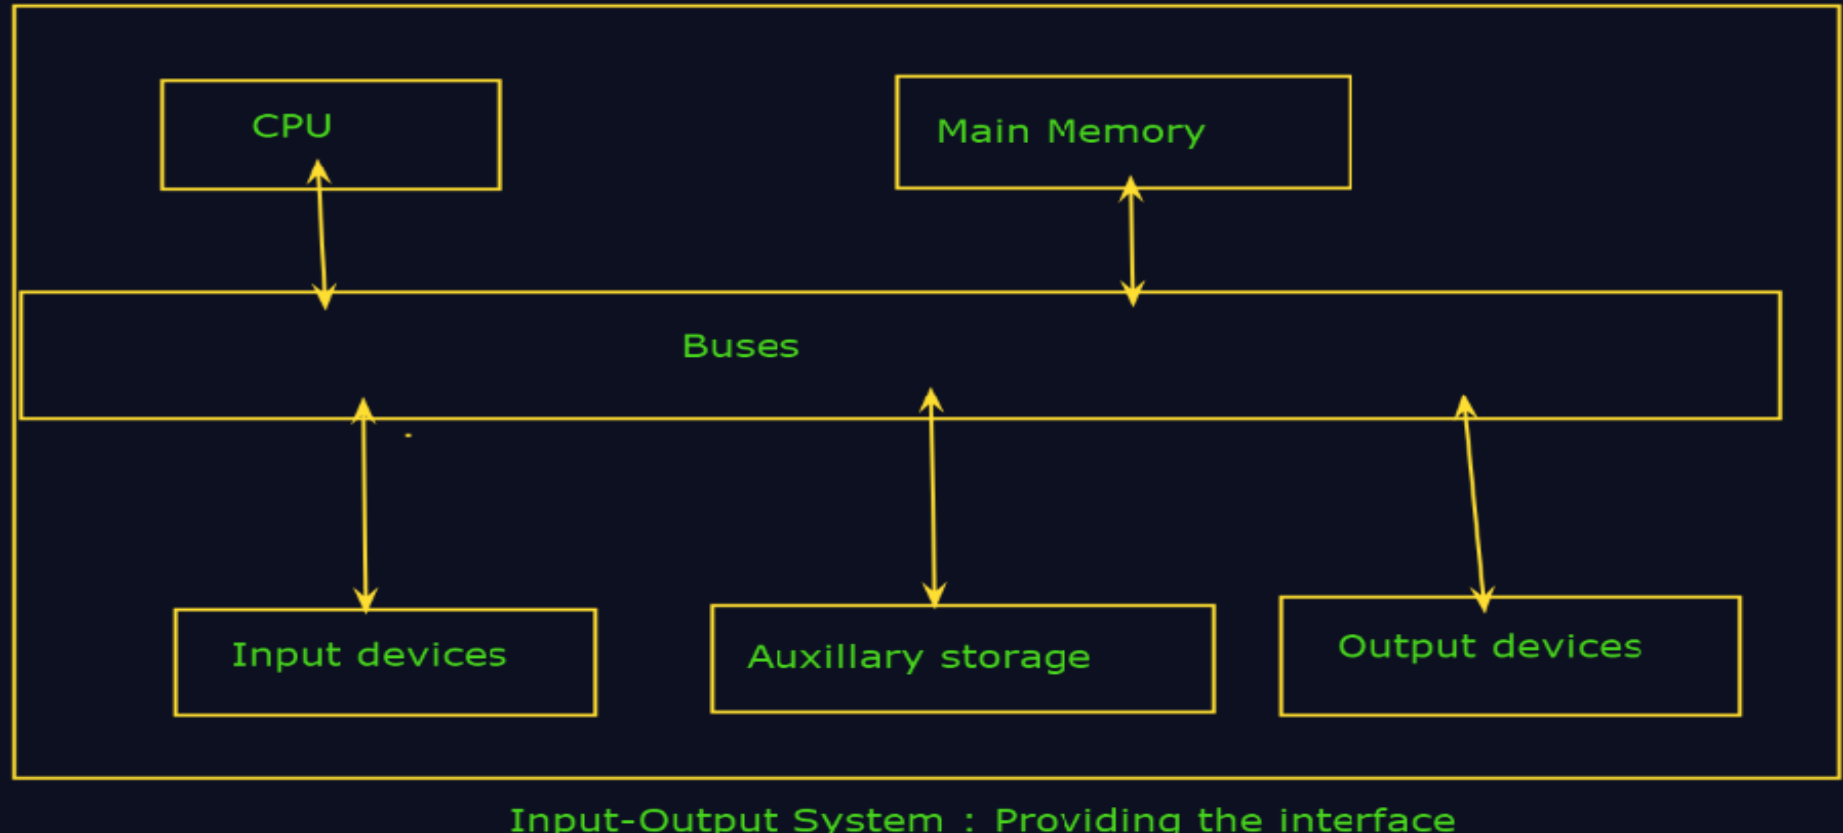 CPU
Main Memory
Buses
Input devices
Auxillary storage
Output devices
Input-Output System : Providing the interface